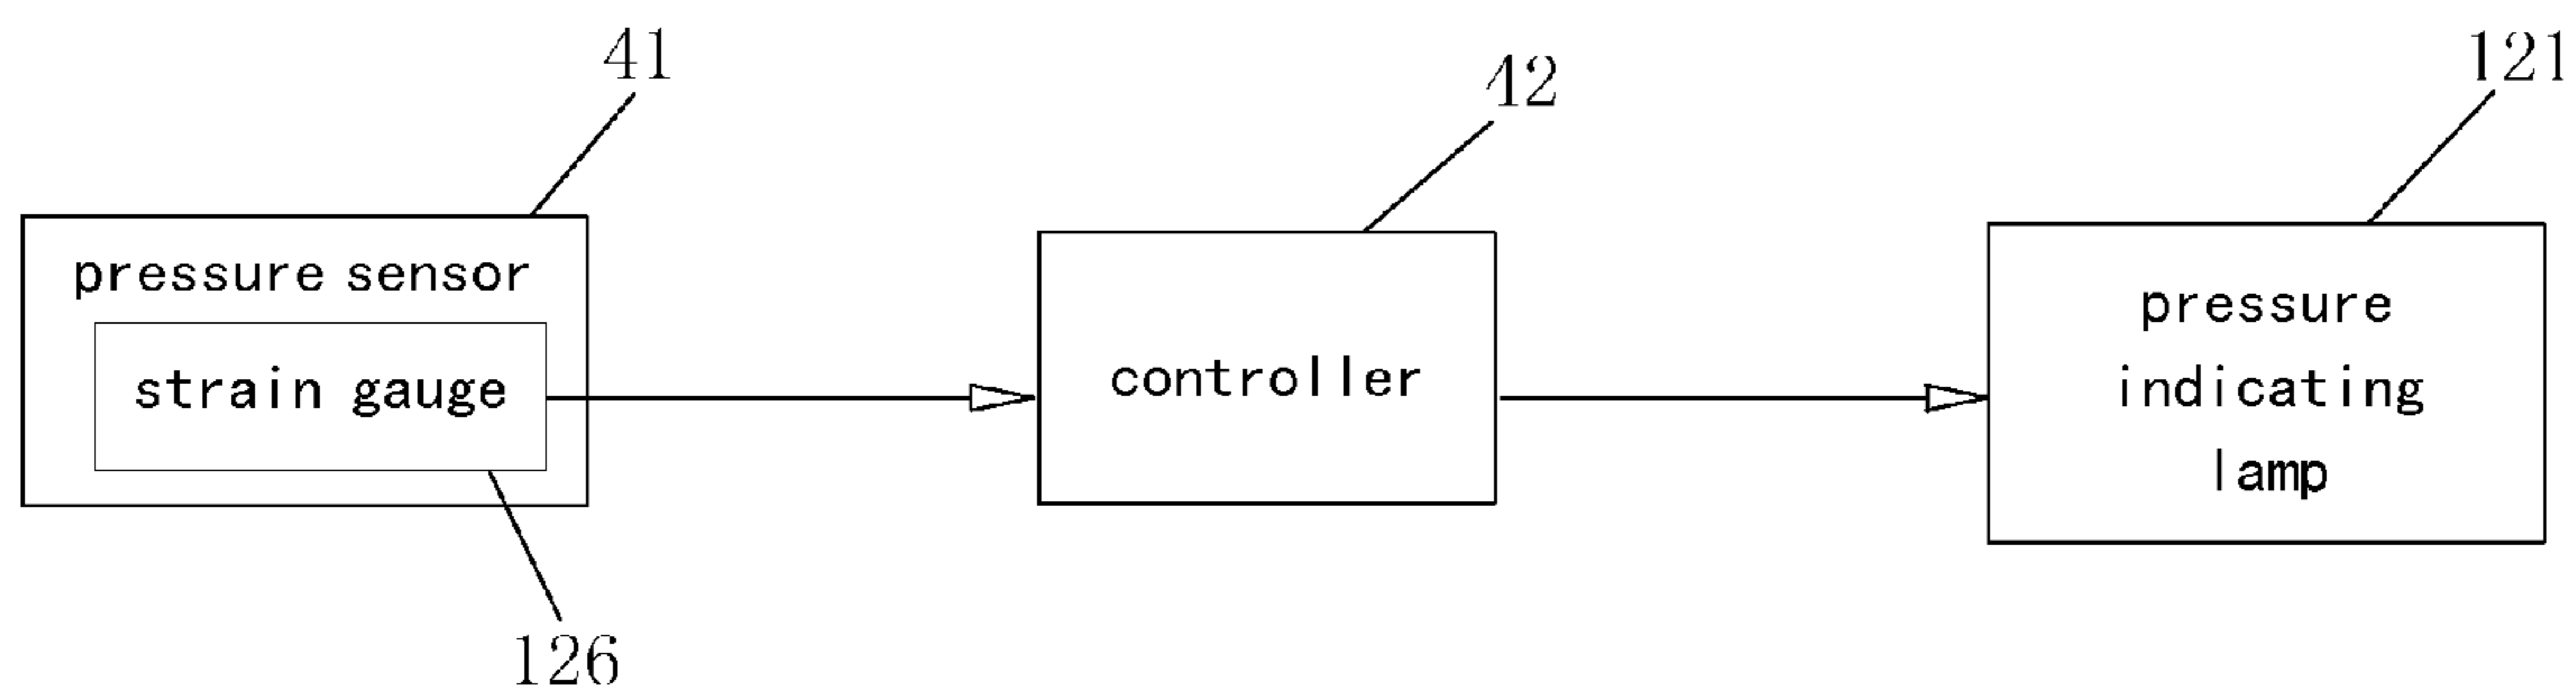 41
42
121
pressure sensor
strain gauge
controller
pressure
indicating
lamp
126